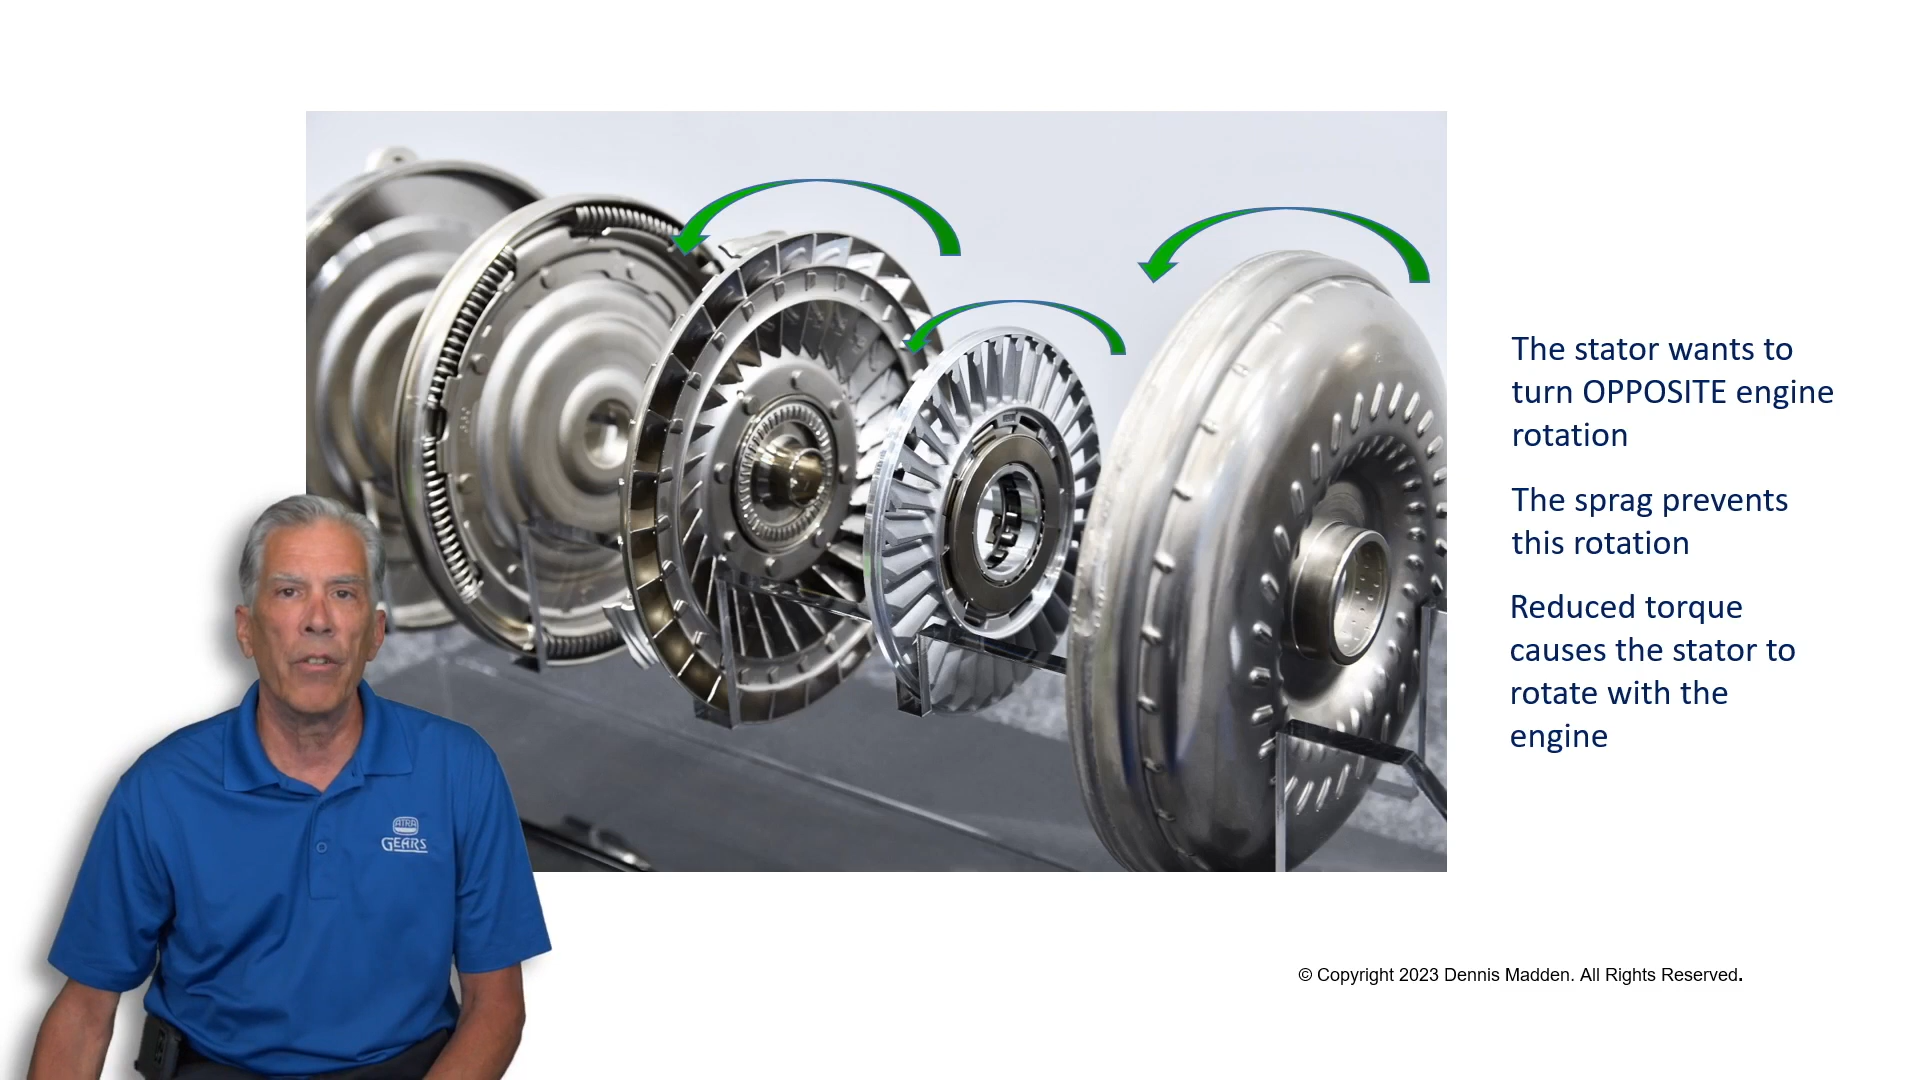 The stator wants to
turn OPPOSITE engine
rotation
The sprag prevents
this rotation
Reduced torque
causes the stator to
rotate with the
engine
ATRA
GEARS
© Copyright 2023 Dennis Madden. All Rights Reserved.